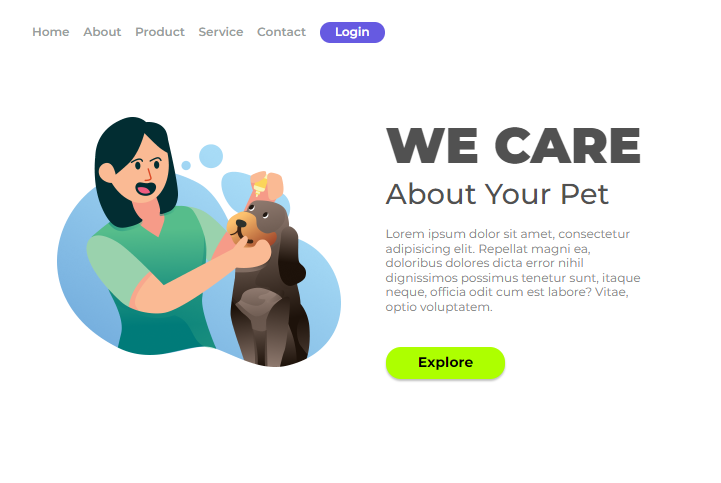 Home About Product Service Contact Login
WE CARE
About Your Pet
Lorem ipsum dolor sit amet, consectetur
adipisicing elit. Repellat magni ea,
doloribus dolores dicta error nihil
dignissimos possimus tenetur sunt, itaque
neque, officia odit cum est labore? Vitae,
optio voluptatem.
Explore